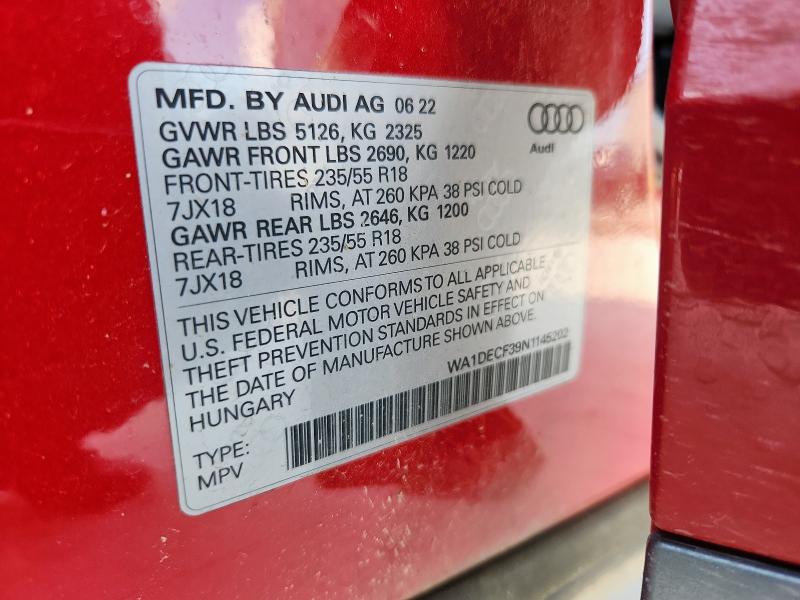 MFD. BY AUDI AG 06 22
GVWR LBS 5126, KG 2325
GAWR FRONT LBS 2690, KG 1220
FRONT-TIRES 235/55 R18
7JX18 RIMS, AT 260 KPA 38 PSI COLD
GAWR REAR LBS 2646, KG 1200
REAR-TIRES 235/55 R18
7JX18 RIMS, AT 260 KPA 38 PSI COLD
Audi
THIS VEHICLE CONFORMS TO ALL APPLICABLE
U.S. FEDERAL MOTOR VEHICLE SAFETY AND
THEFT PREVENTION STANDARDS IN EFFECT ON
THE DATE OF MANUFACTURE SHOWN ABOVE.
HUNGARY
WA1DECF39N1145202
TYPE:
MPV